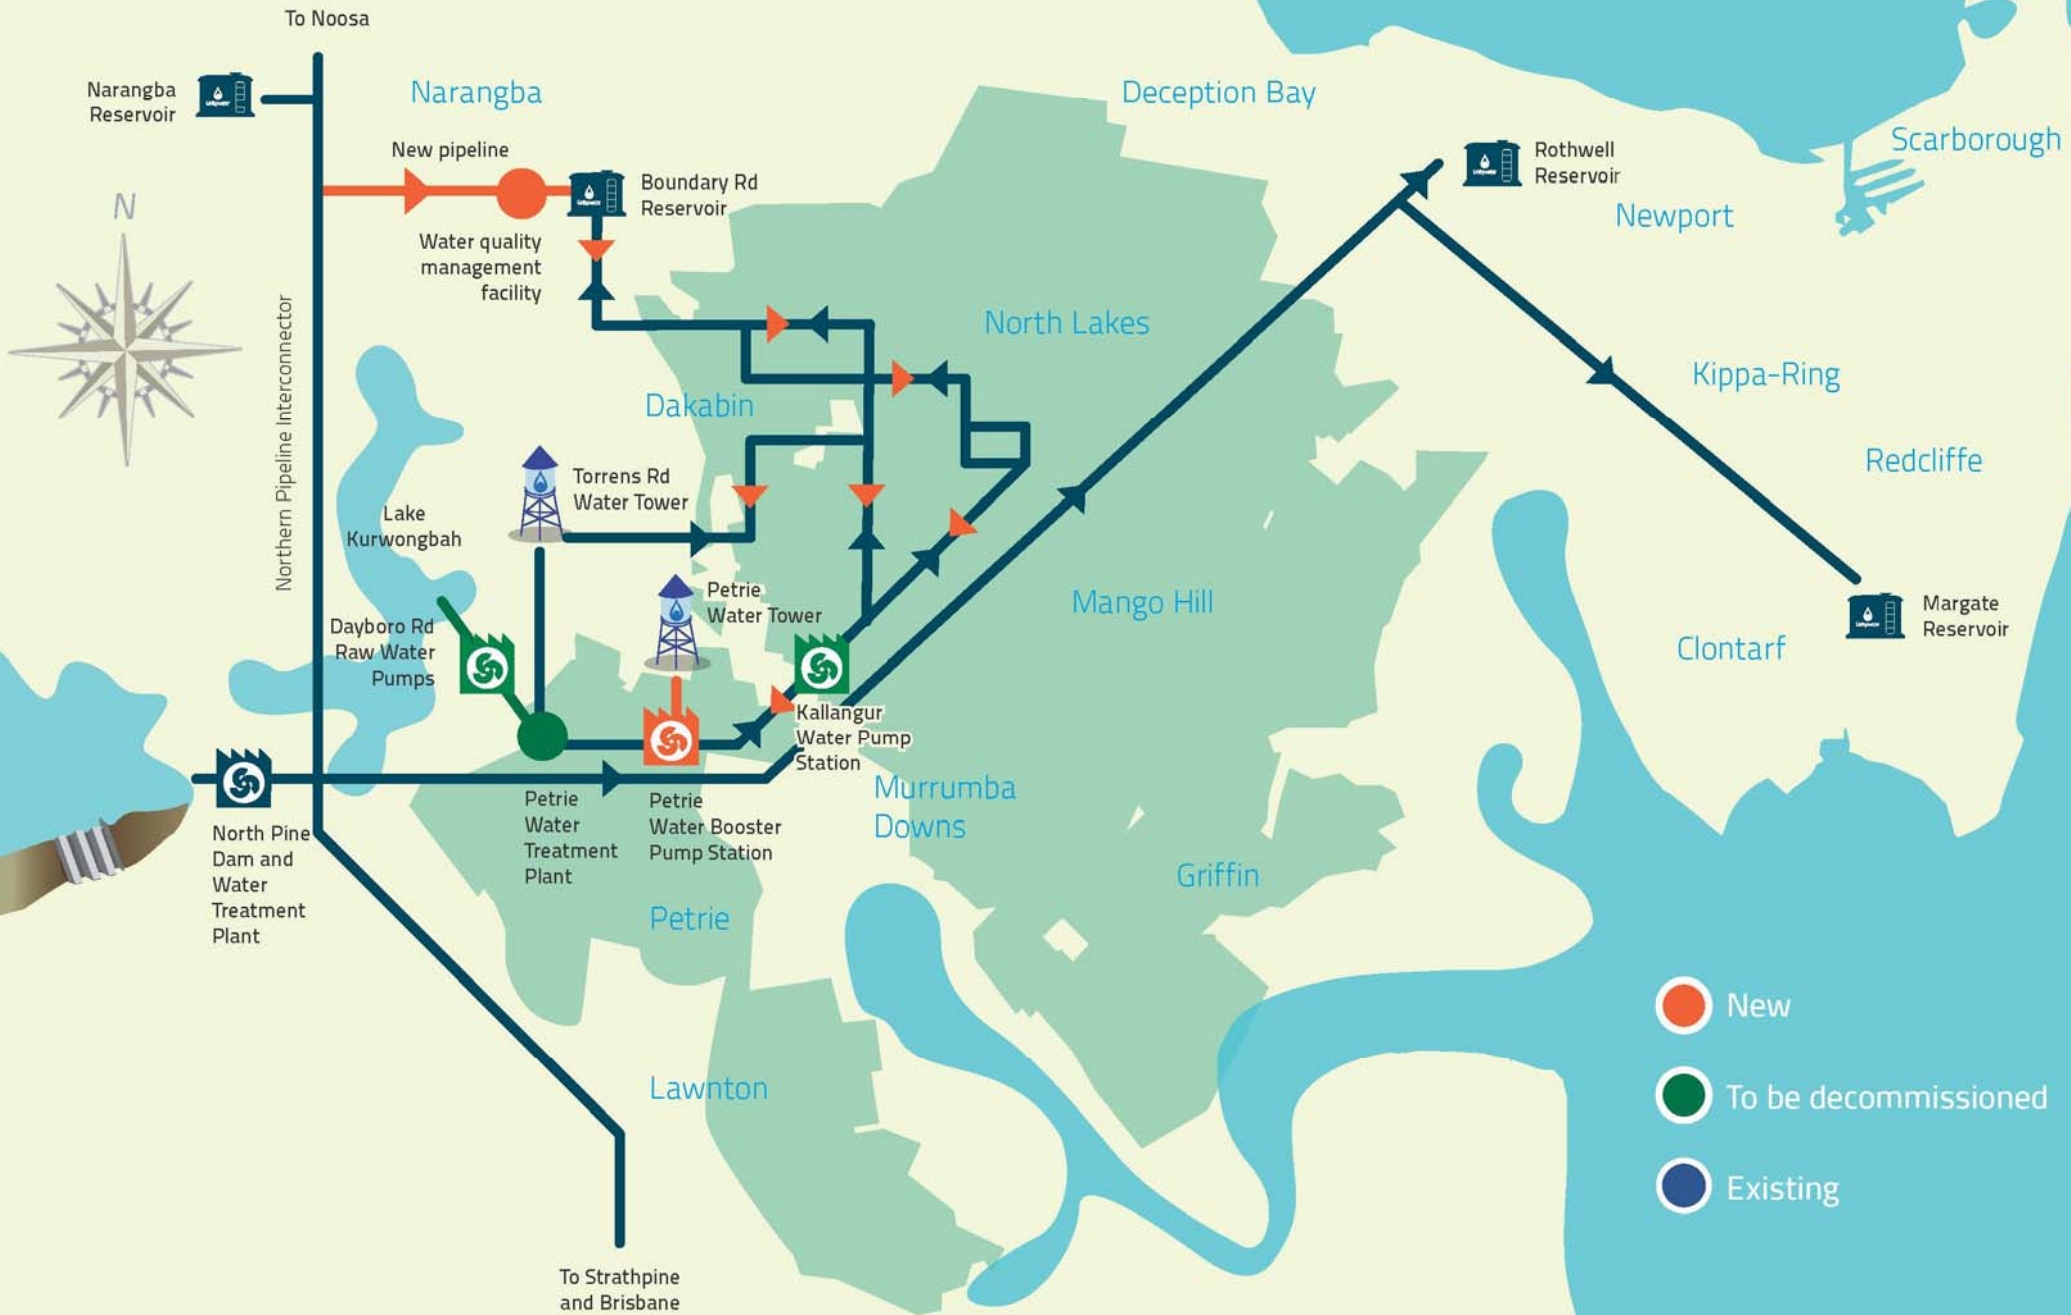 To Noosa
Narangba
Reservoir
Narangba
Deception Bay
Scarborough
New pipeline
Boundary Rd
Reservoir
Rothwell
Reservoir
Newport
N
Water quality
management
facility
Northern Pipeline Interconnector
North Lakes
Kippa-Ring
Dakabin
Redcliffe
Torrens Rd
Water Tower
Lake
Kurwongbah
Petrie
Water Tower
Mango Hill
Margate
Reservoir
Dayboro Rd
Raw Water
Pumps
Clontarf
Kallangur
Water Pump
Station
Murrumba
Downs
North Pine
Dam and
Water
Treatment
Plant
Petrie
Water
Treatment
Plant
Petrie
Water Booster
Pump Station
Griffin
Petrie
Lawnton
New
To be decommissioned
Existing
To Strathpine
and Brisbane